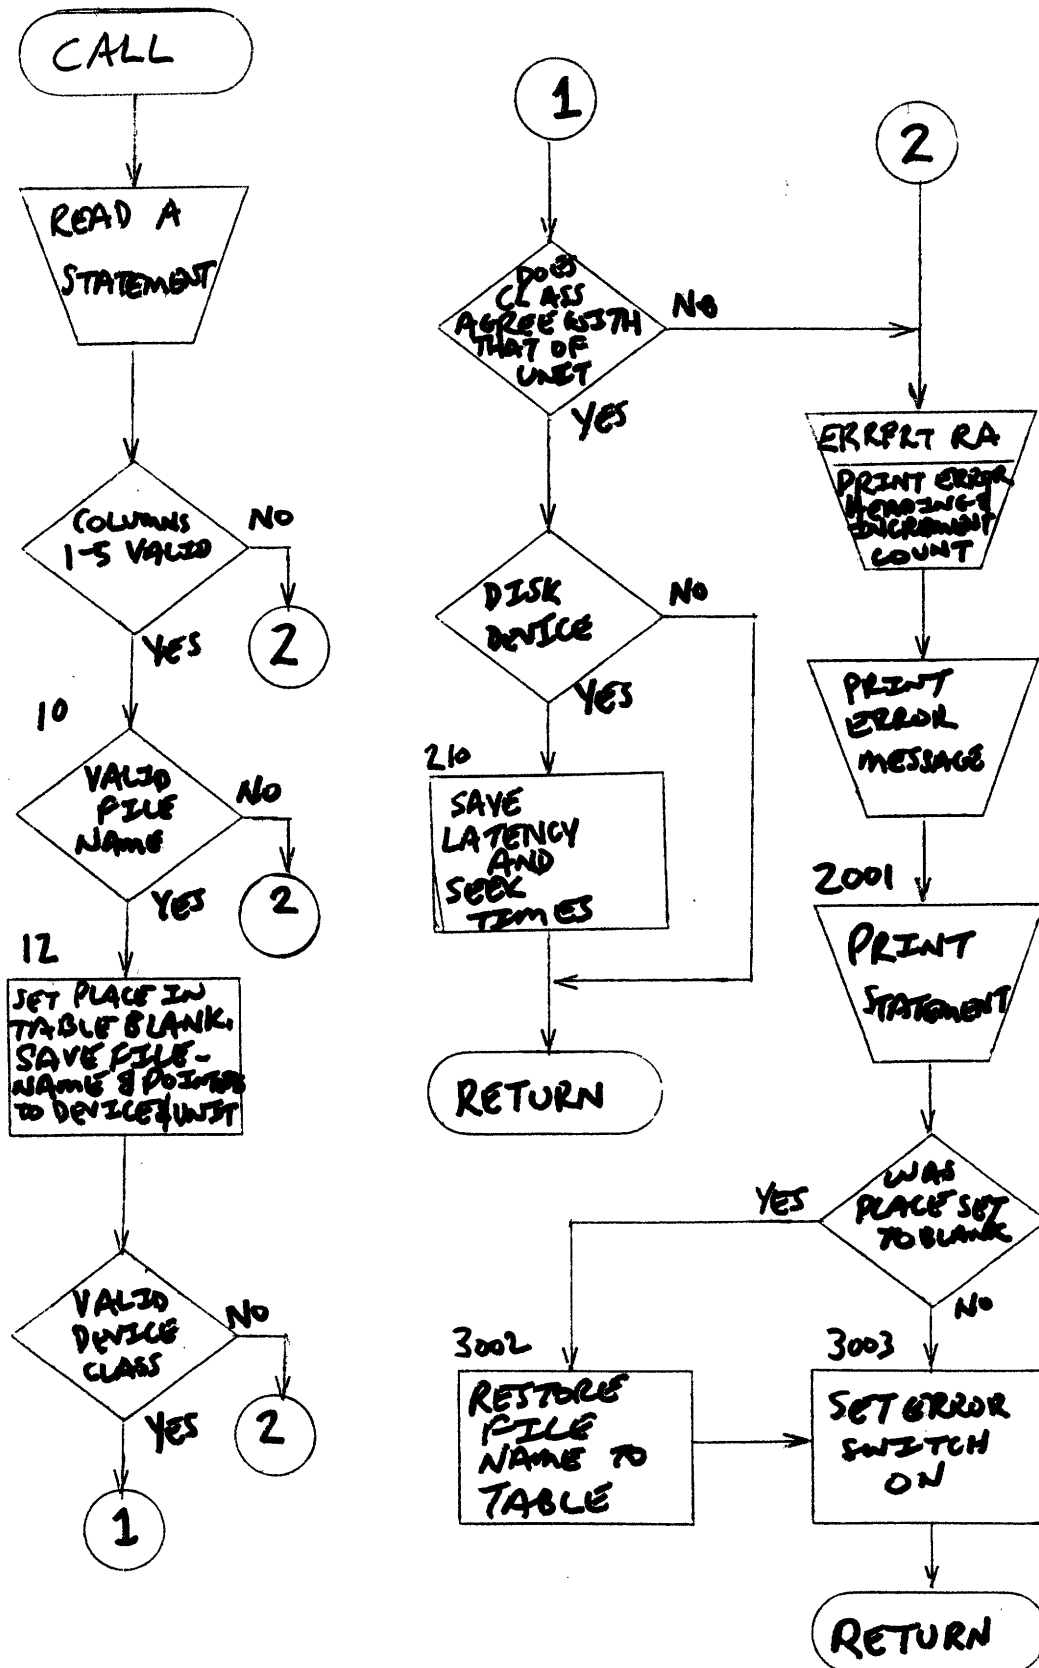 CALL
READ A
STATEMENT
COLUMNS
1-5 VALID
NO
2
YES
10
VALID
FILE
NAME
NO
2
YES
12
SET PLACE IN
TABLE BLANK,
SAVE FILE-
NAME & POINTERS
TO DEVICE & UNIT
VALID
DEVICE
CLASS
NO
2
YES
1
1
DOES
CLASS
AGREE WITH
THAT OF
UNIT
NO
YES
DISK
DEVICE
NO
YES
210
SAVE
LATENCY
AND
SEEK
TIMES
RETURN
2
ERRPRT RA
PRINT ERROR
HEADING &
INCREMENT
COUNT
PRINT
ERROR
MESSAGE
2001
PRINT
STATEMENT
WAS
PLACE SET
TO BLANK
YES
NO
3002
RESTORE
FILE
NAME TO
TABLE
3003
SET ERROR
SWITCH
ON
RETURN